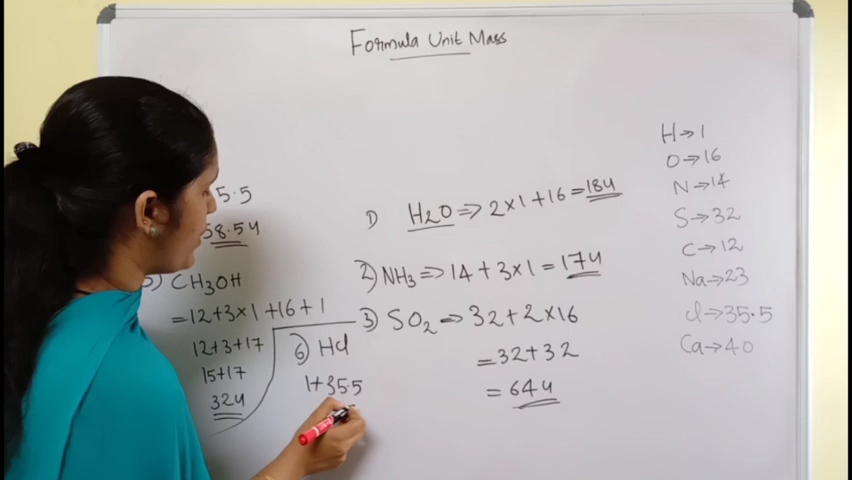 Formula Unit Mass
5.5
58.5u
5) CH3OH
=12+3×1+16+1
12+3+17
15+17
32u
6) HCl
1+35.5
1) H2O => 2×1+16=18u
2) NH3 => 14+3×1=17u
3) SO2 => 32+2×16
=32+32
=64u
H→1
O→16
N→14
S→32
C→12
Na→23
Cl→35.5
Ca→40